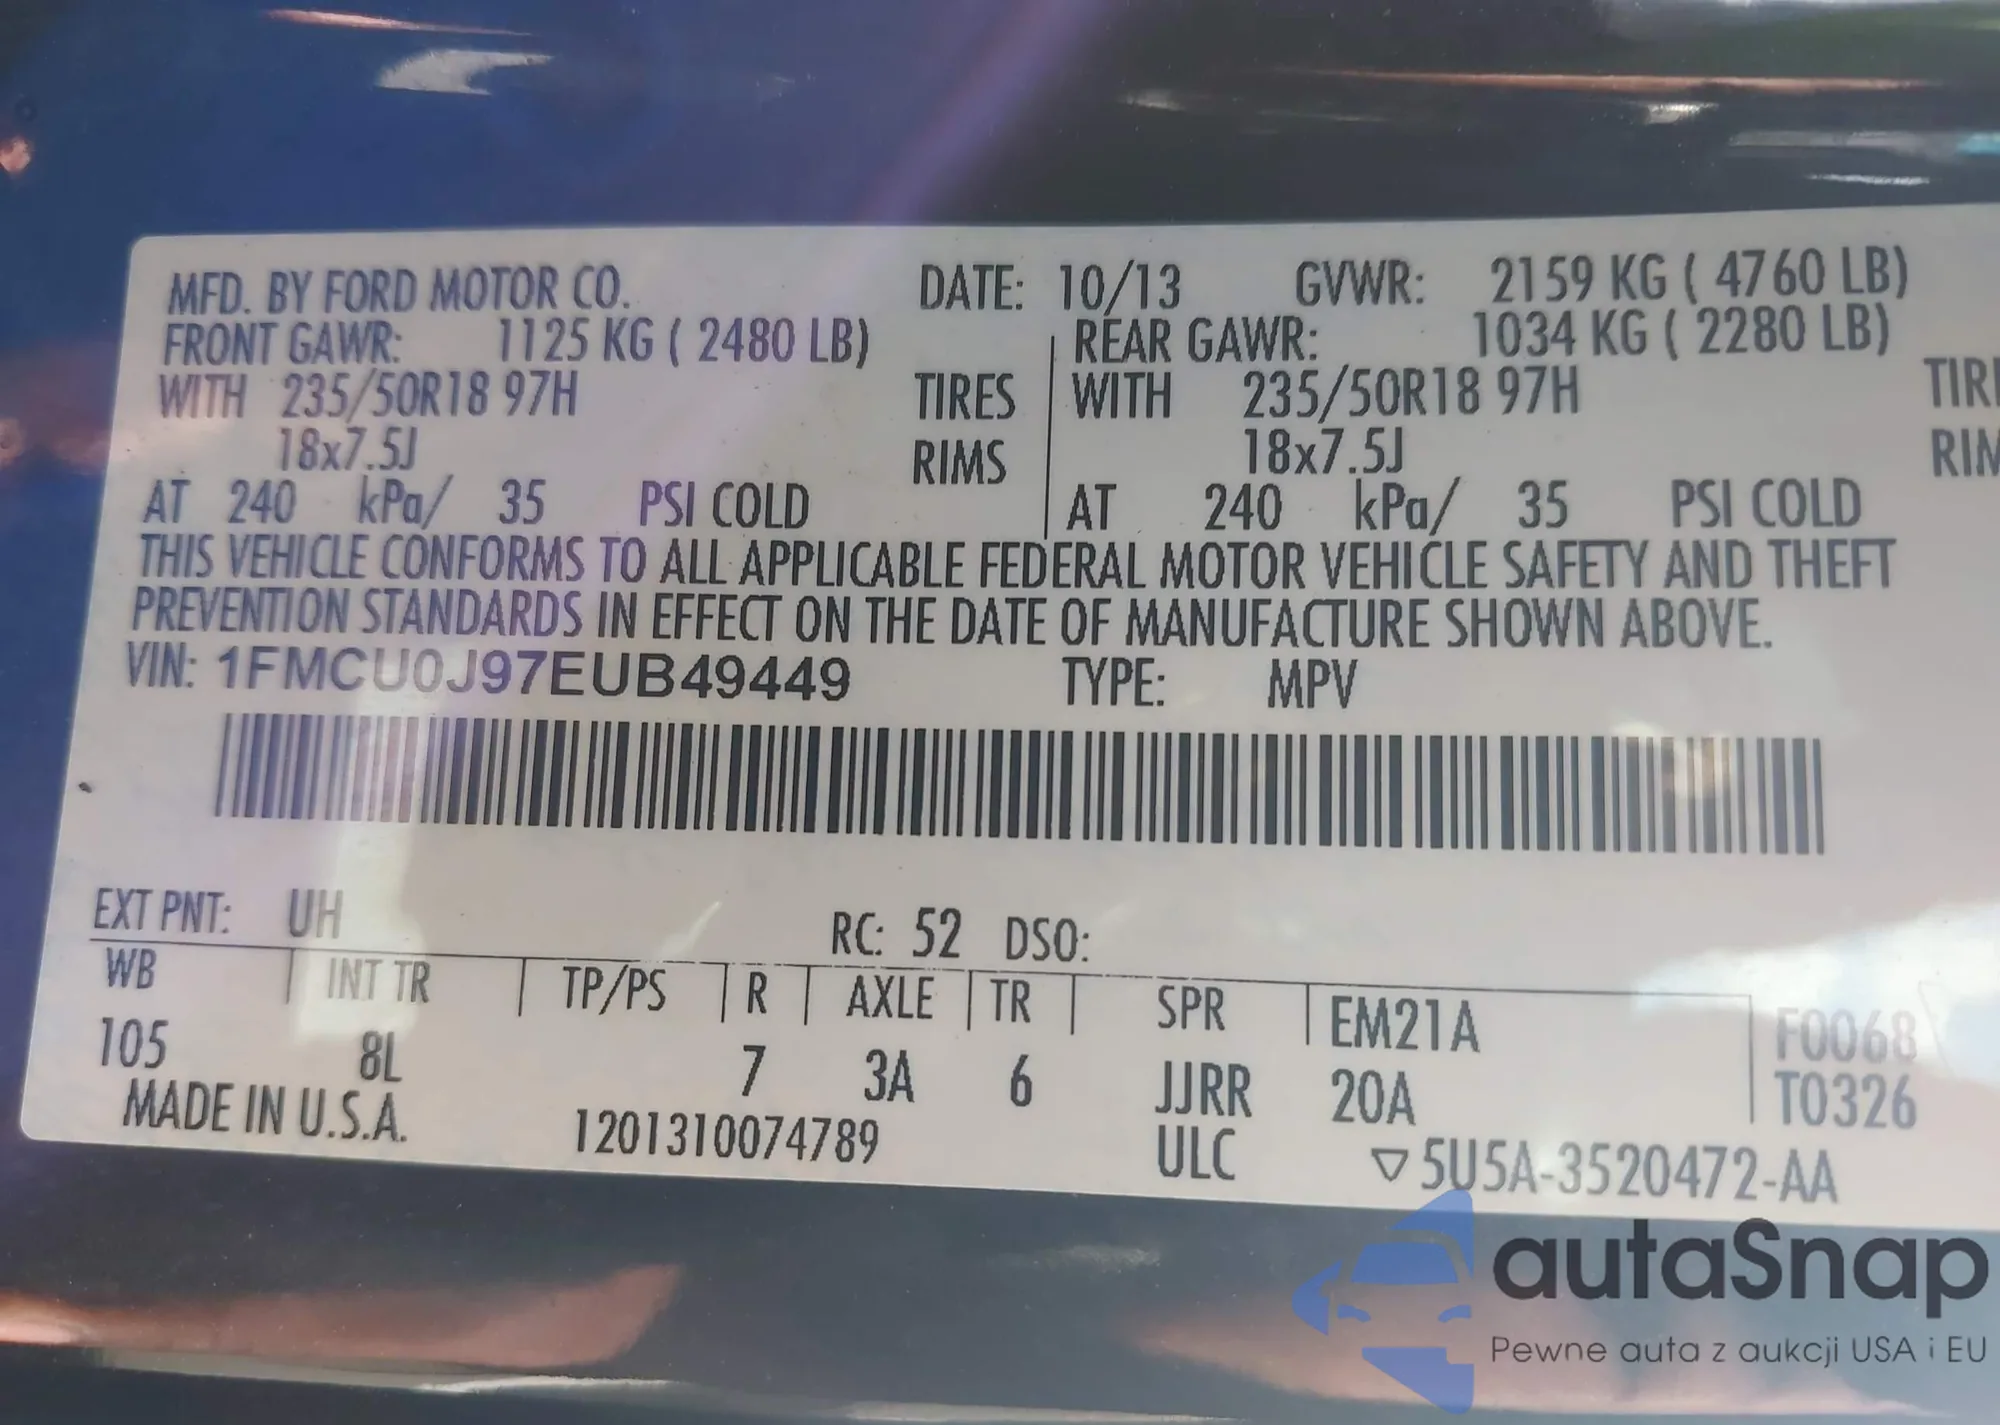 MFD. BY FORD MOTOR CO. DATE: 10/13 GVWR: 2159 KG ( 4760 LB)
FRONT GAWR: 1125 KG ( 2480 LB) REAR GAWR: 1034 KG ( 2280 LB)
WITH 235/50R18 97H TIRES WITH 235/50R18 97H TIRE
18x7.5J RIMS 18x7.5J RIM
AT 240 kPa/ 35 PSI COLD AT 240 kPa/ 35 PSI COLD
THIS VEHICLE CONFORMS TO ALL APPLICABLE FEDERAL MOTOR VEHICLE SAFETY AND THEFT
PREVENTION STANDARDS IN EFFECT ON THE DATE OF MANUFACTURE SHOWN ABOVE.
VIN: 1FMCU0J97EUB49449 TYPE: MPV
EXT PNT: UH RC: 52 DSO:
WB INT TR TP/PS R AXLE TR SPR EM21A F0068
105 8L 7 3A 6 JJRR 20A T0326
MADE IN U.S.A. 1201310074789 ULC ▽5U5A-3520472-AA
autaSnap
Pewne auta z aukcji USA i EU